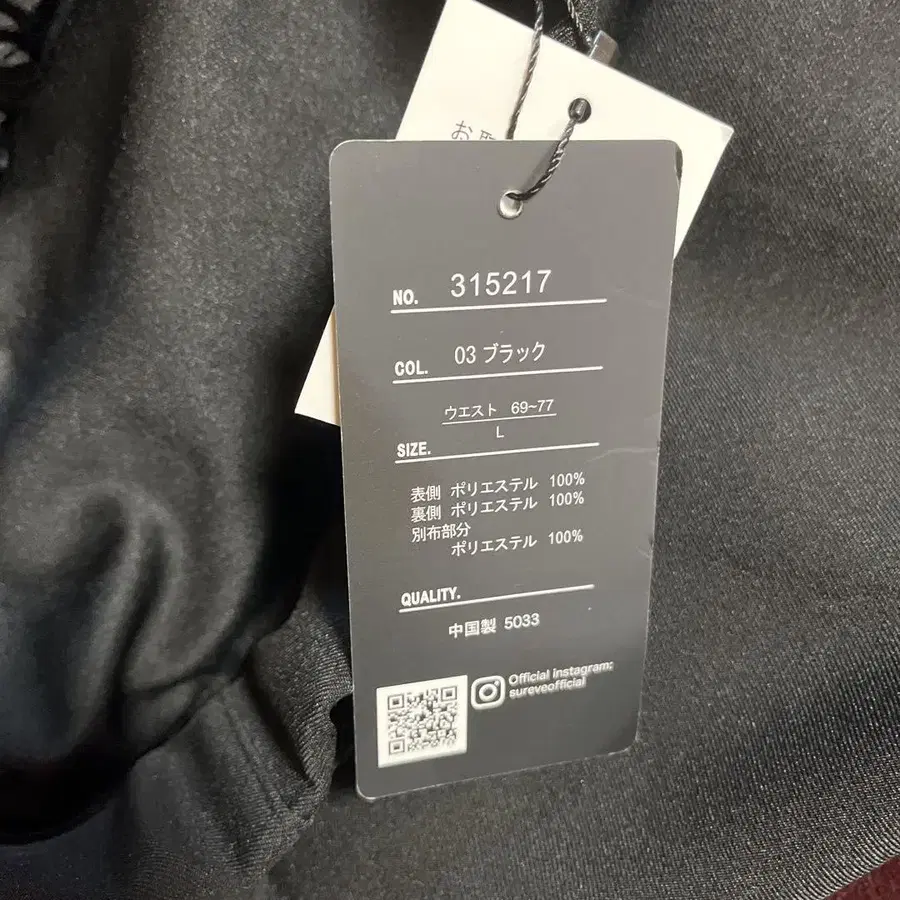 お取
NO. 315217
COL. 03 ブラック
ウエスト 69~77
L
SIZE.
表側 ポリエステル 100%
裏側 ポリエステル 100%
別布部分
ポリエステル 100%
QUALITY.
中国製 5033
Official Instagram:
sureveofficial